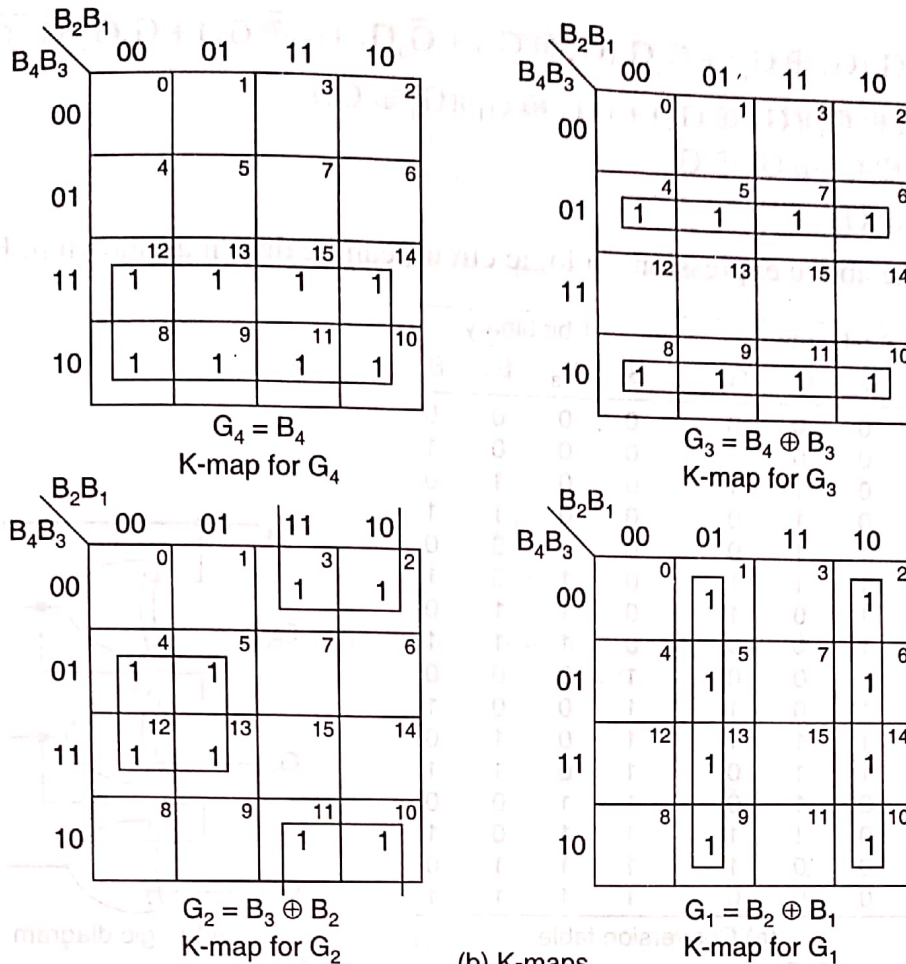 B₂B₁
B₄B₃ 00 01 11 10
00 0 1 3 2
01 4 5 7 6
11 12 13 15 14
1 1 1 1
10 8 9 11 10
1 1 1 1
G₄ = B₄
K-map for G₄
B₂B₁
B₄B₃ 00 01 11 10
00 0 1 3 2
01 4 5 7 6
1 1 1 1
11 12 13 15 14
10 8 9 11 10
1 1 1 1
G₃ = B₄ ⊕ B₃
K-map for G₃
B₂B₁
B₄B₃ 00 01 11 10
00 0 1 3 2
1 1
01 4 5 7 6
1 1
11 12 13 15 14
1 1
10 8 9 11 10
1 1
G₂ = B₃ ⊕ B₂
K-map for G₂
B₂B₁
B₄B₃ 00 01 11 10
00 0 1 3 2
1 1
01 4 5 7 6
1 1
11 12 13 15 14
1 1
10 8 9 11 10
1 1
G₁ = B₂ ⊕ B₁
K-map for G₁
(b) K-maps